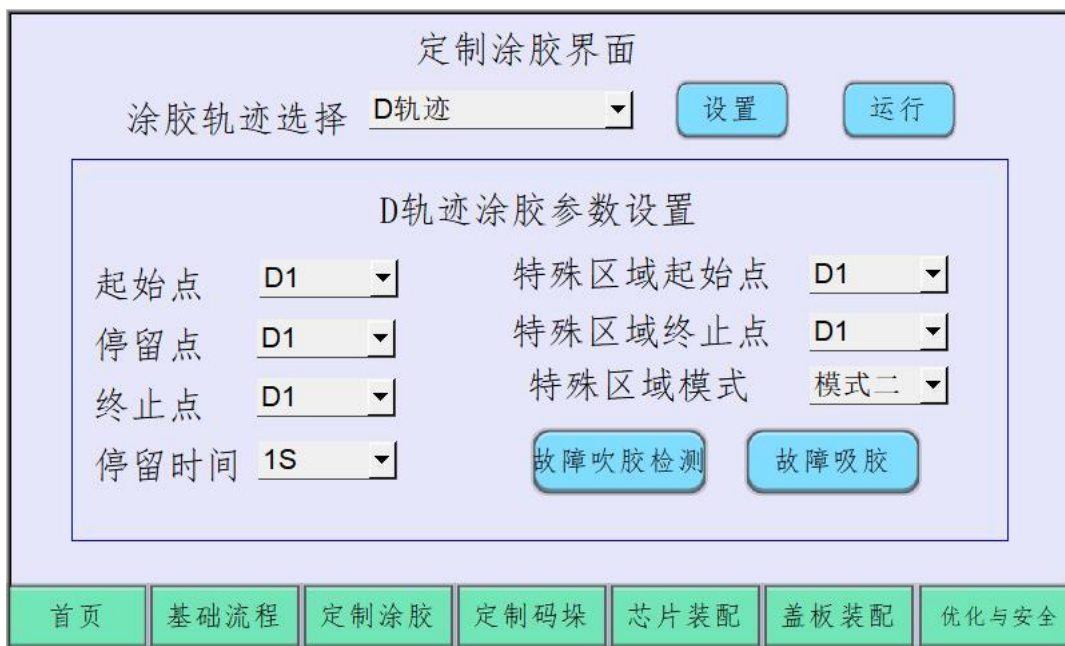 定制涂胶界面
涂胶轨迹选择 D轨迹 设置 运行
D轨迹涂胶参数设置
起始点 D1 特殊区域起始点 D1
停留点 D1 特殊区域终止点 D1
终止点 D1 特殊区域模式 模式二
停留时间 1S 故障吹胶检测 故障吸胶
首页 基础流程 定制涂胶 定制码垛 芯片装配 盖板装配 优化与安全